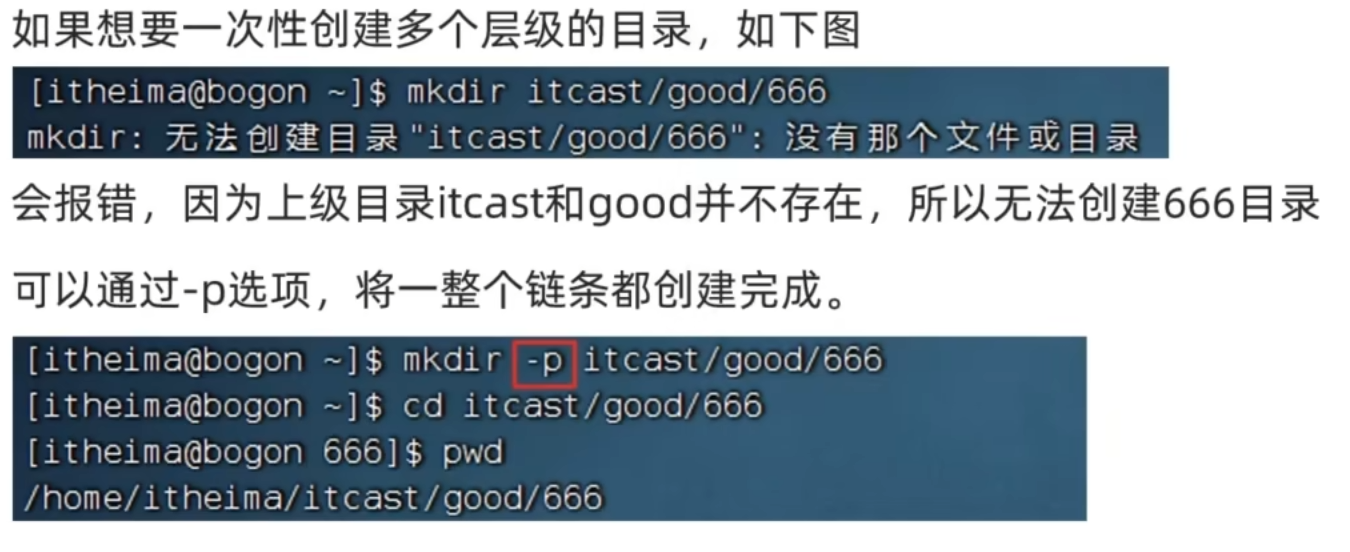 如果想要一次性创建多个层级的目录，如下图
[itheima@bogon ~]$ mkdir itcast/good/666
mkdir: 无法创建目录"itcast/good/666": 没有那个文件或目录
会报错，因为上级目录itcast和good并不存在，所以无法创建666目录
可以通过-p选项，将一整个链条都创建完成。
[itheima@bogon ~]$ mkdir -p itcast/good/666
[itheima@bogon ~]$ cd itcast/good/666
[itheima@bogon 666]$ pwd
/home/itheima/itcast/good/666